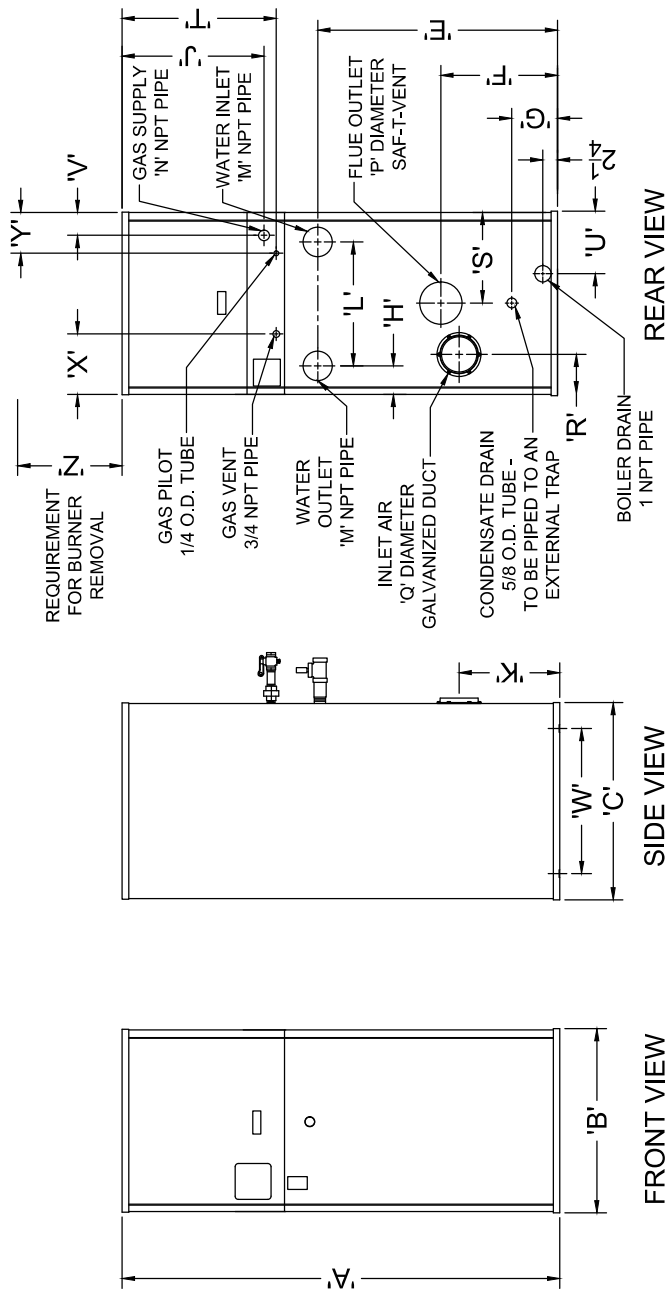 'A'
'B'
FRONT VIEW
'K'
'W'
'C'
SIDE VIEW
REQUIREMENT
FOR BURNER
REMOVAL
'Z'
'X'
'Y'
'V'
'T'
'J'
GAS PILOT
1/4 O.D. TUBE
GAS VENT
3/4 NPT PIPE
WATER
OUTLET
'M' NPT PIPE
INLET AIR
'Q' DIAMETER
GALVANIZED DUCT
CONDENSATE DRAIN
5/8 O.D. TUBE -
TO BE PIPED TO AN
EXTERNAL TRAP
BOILER DRAIN
1 NPT PIPE
GAS SUPPLY
'N' NPT PIPE
WATER INLET
'M' NPT PIPE
FLUE OUTLET
'P' DIAMETER
SAF-T-VENT
'L'
'H'
'S'
'R'
'U'
'E'
'F'
'G'
2 1/4
REAR VIEW